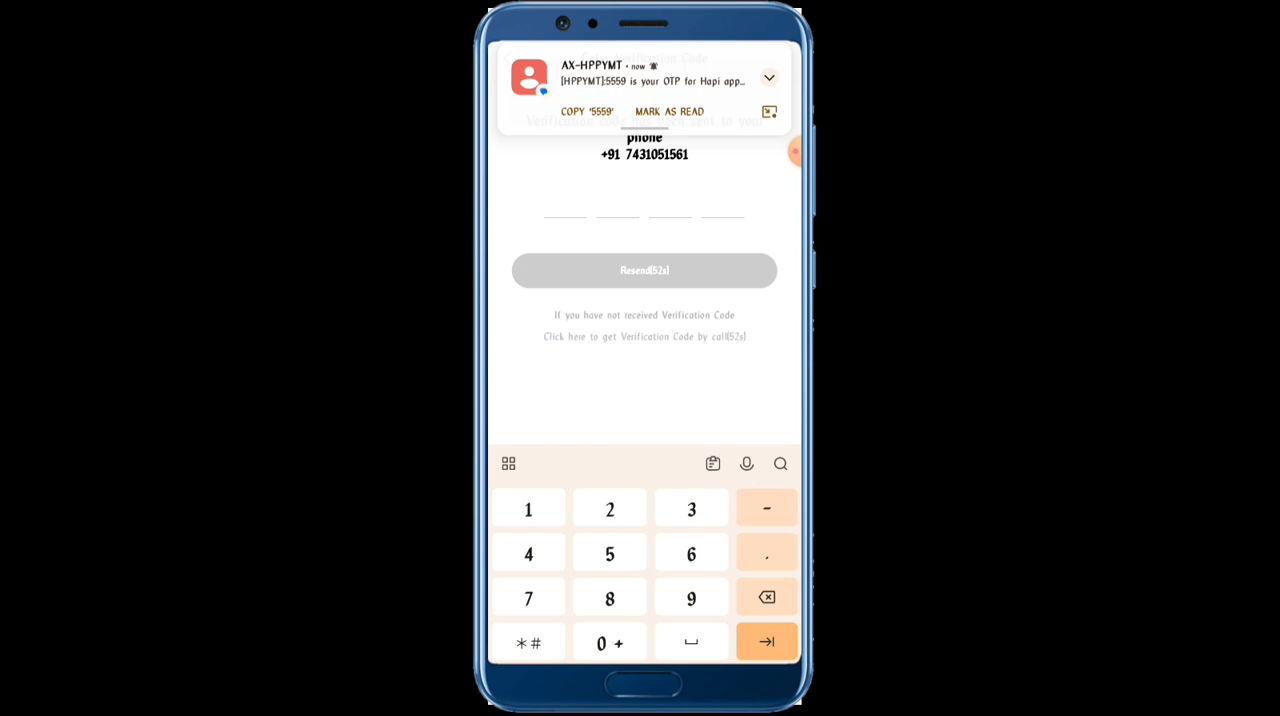 AX-HPPYMT • now
[HPPYMT]:5559 is your OTP for Hapi app...
COPY '5559' MARK AS READ
Verification code has been sent to your
phone
+91 7431051561
Resend(52s)
If you have not received Verification Code
Click here to get Verification Code by call(52s)
1 2 3 -
4 5 6 .
7 8 9
*# 0 +